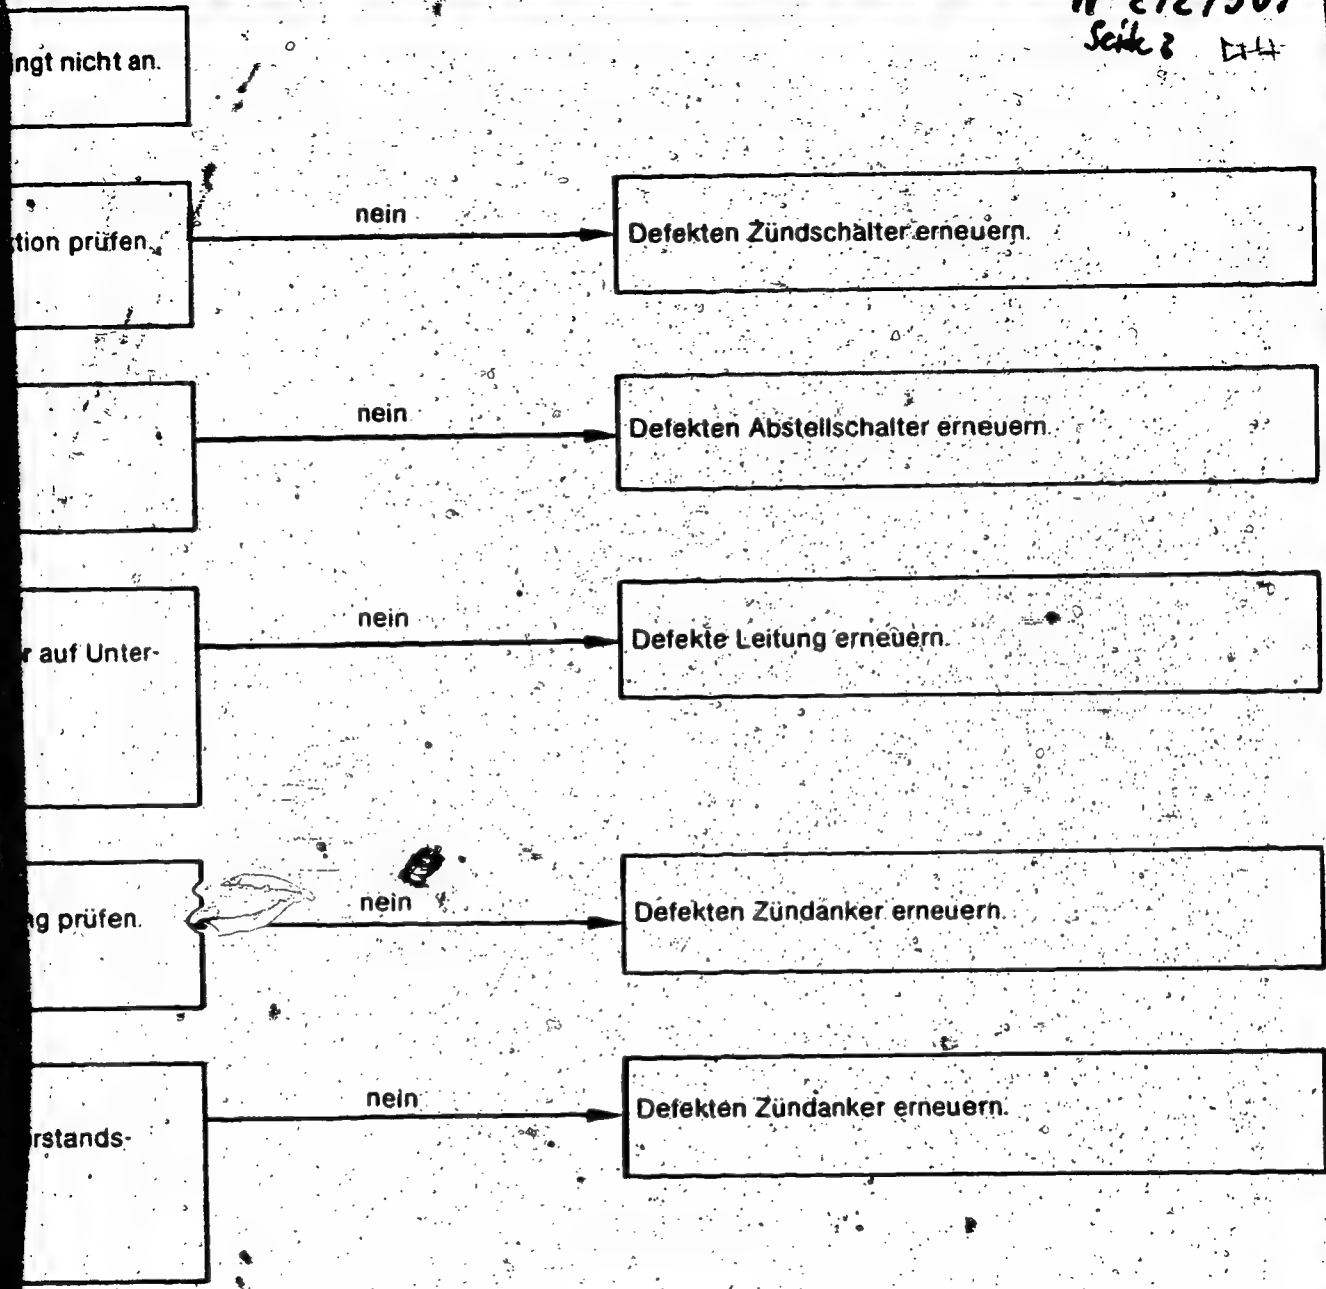 Seite 3
ingt nicht an.
nein
tion prüfen.
Defekten Zündschalter erneuern.
nein
Defekten Abstellschalter erneuern.
nein
r auf Unter-
Defekte Leitung erneuern.
nein
ng prüfen.
Defekten Zündanker erneuern.
nein
rstands-
Defekten Zündanker erneuern.